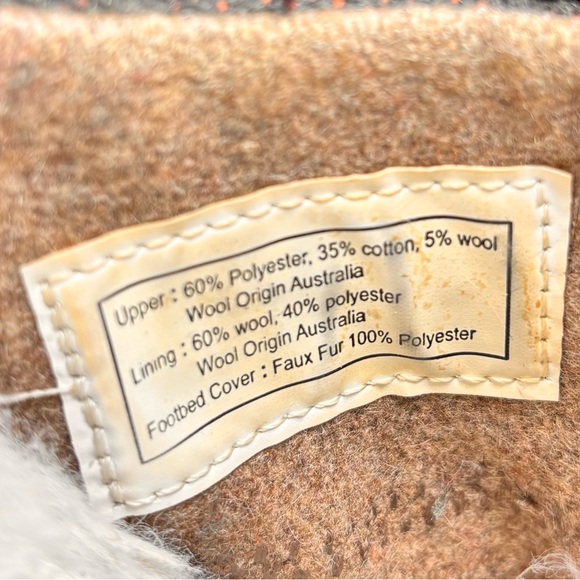 Upper : 60% Polyester, 35% cotton, 5% wool
Wool Origin Australia
Lining : 60% wool, 40% polyester
Wool Origin Australia
Footbed Cover : Faux Fur 100% Polyester